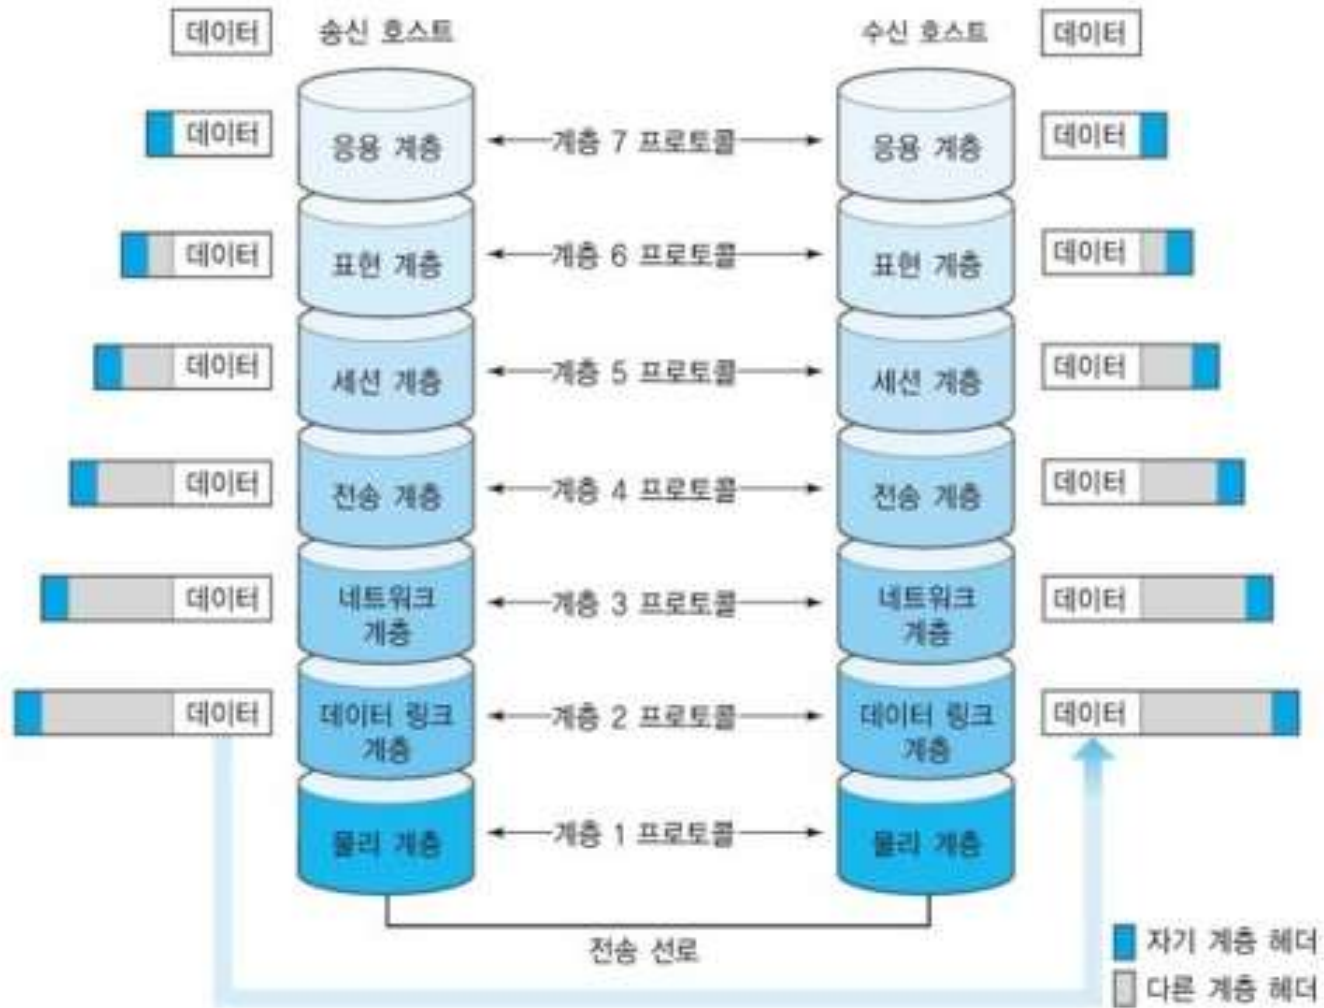 데이터 송신 호스트 수신 호스트 데이터
데이터 응용 계층 계층 7 프로토콜 응용 계층 데이터
데이터 표현 계층 계층 6 프로토콜 표현 계층 데이터
데이터 세션 계층 계층 5 프로토콜 세션 계층 데이터
데이터 전송 계층 계층 4 프로토콜 전송 계층 데이터
데이터 네트워크 계층 3 프로토콜 네트워크 데이터
계층 계층
데이터 데이터 링크 계층 2 프로토콜 데이터 링크 데이터
계층 계층
물리 계층 계층 1 프로토콜 물리 계층
전송 선로
자기 계층 헤더
다른 계층 헤더